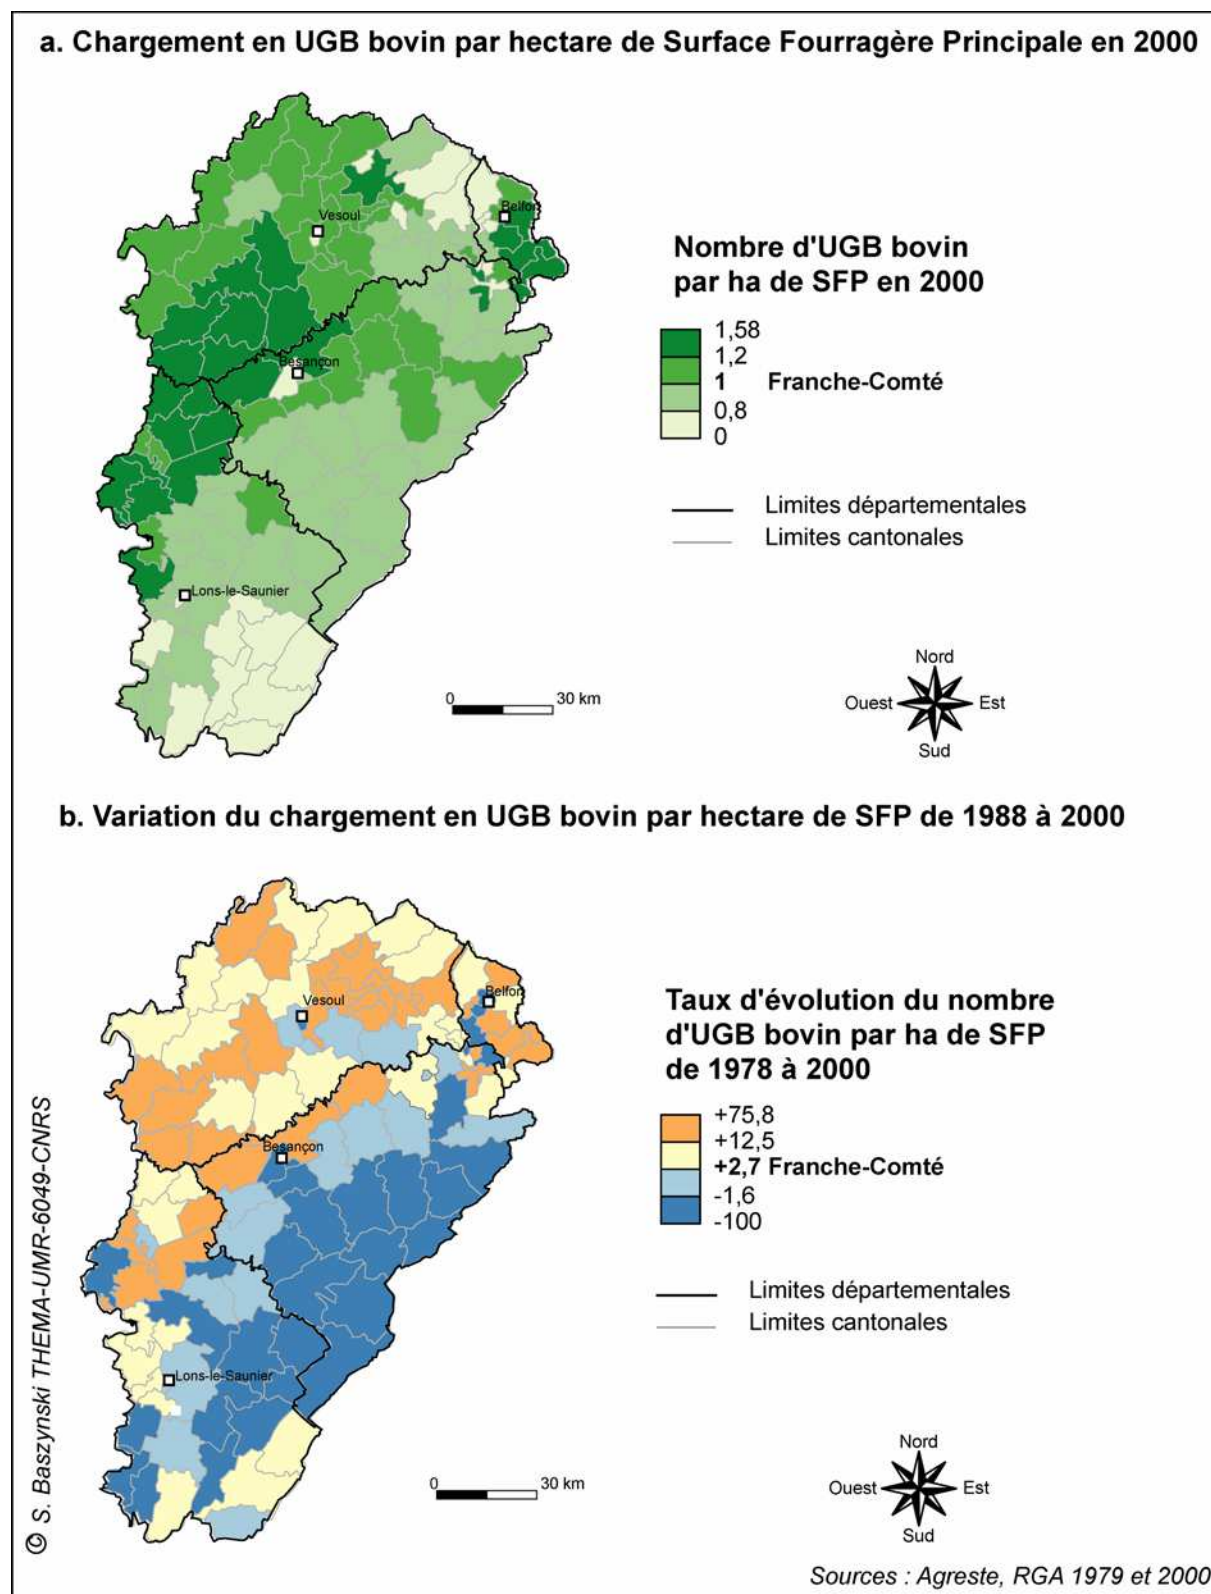 a. Chargement en UGB bovin par hectare de Surface Fourragère Principale en 2000
Vesoul
Belfort
Besançon
Lons-le-Saunier
Nombre d'UGB bovin
par ha de SFP en 2000
1,58
1,2
1 Franche-Comté
0,8
0
Limites départementales
Limites cantonales
0 30 km
Nord
Ouest Est
Sud
b. Variation du chargement en UGB bovin par hectare de SFP de 1988 à 2000
Vesoul
Belfort
Besançon
Lons-le-Saunier
Taux d'évolution du nombre
d'UGB bovin par ha de SFP
de 1978 à 2000
+75,8
+12,5
+2,7 Franche-Comté
-1,6
-100
Limites départementales
Limites cantonales
0 30 km
Nord
Ouest Est
Sud
© S. Baszynski THEMA-UMR-6049-CNRS
Sources : Agreste, RGA 1979 et 2000